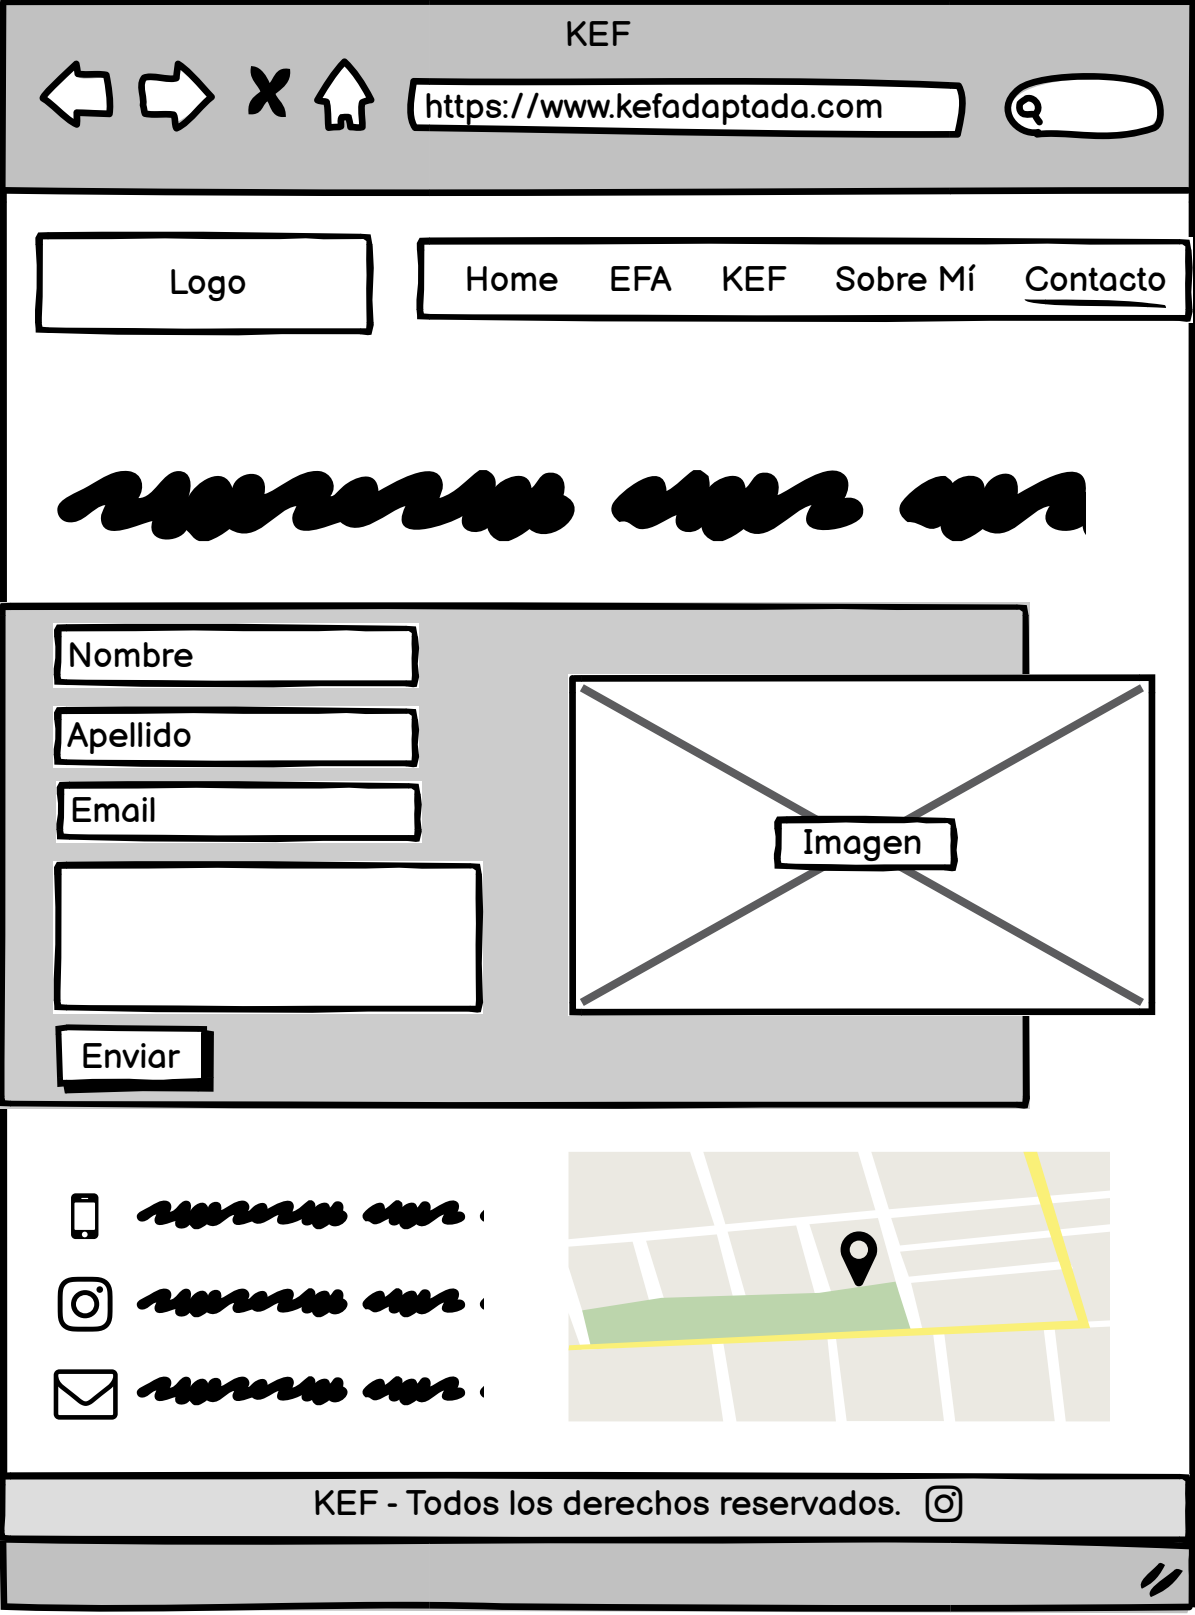 KEF
https://www.kefadaptada.com
Logo
Home EFA KEF Sobre Mí Contacto
Nombre
Apellido
Email
Imagen
Enviar
KEF - Todos los derechos reservados.